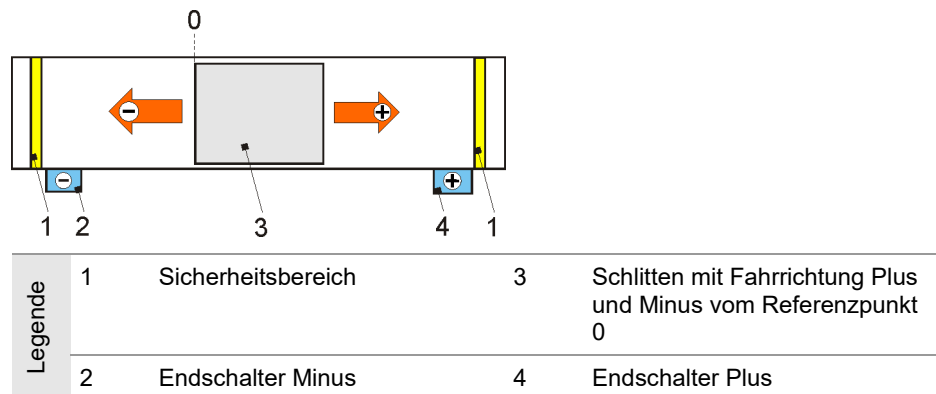 0
1 2 3 4 1
Legende
1 Sicherheitsbereich 3 Schlitten mit Fahrrichtung Plus
und Minus vom Referenzpunkt
0
2 Endschalter Minus 4 Endschalter Plus